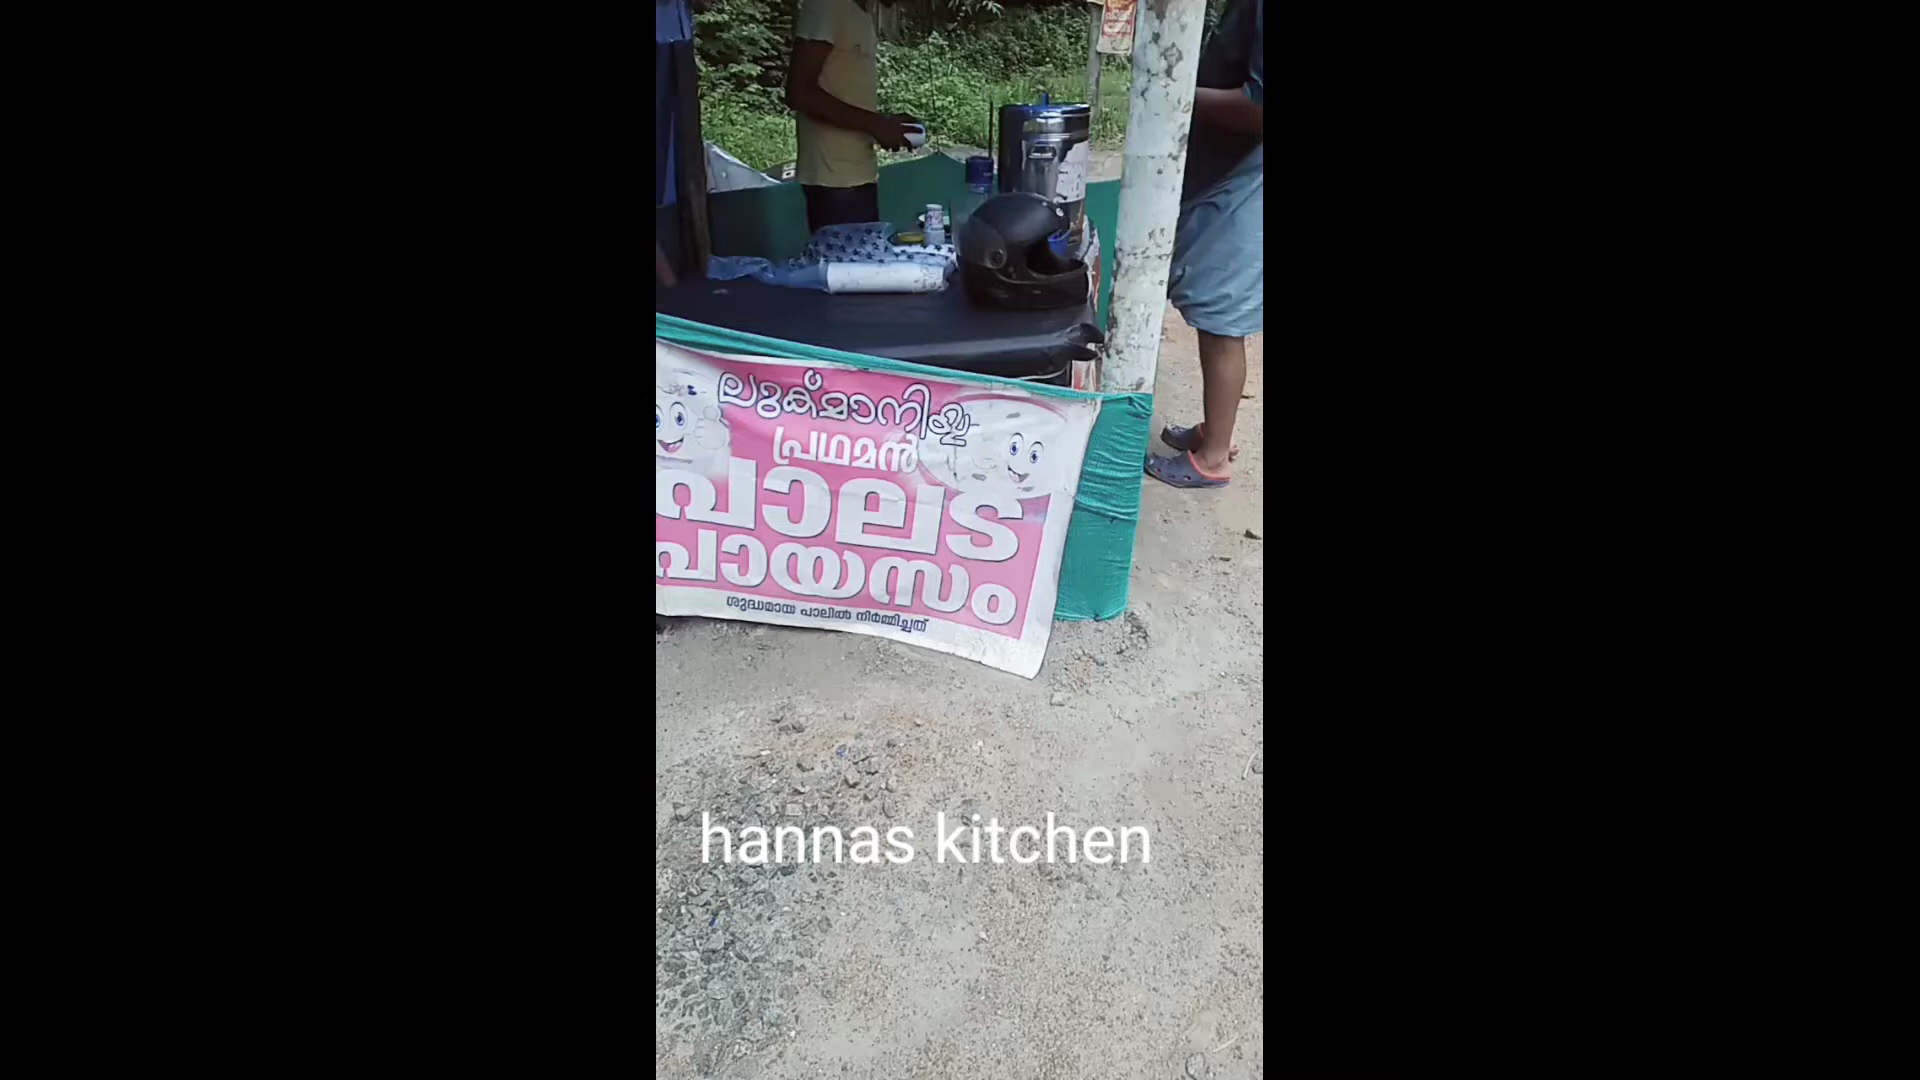 ലുക്മാനിയ്യ
പ്രഥമൻ
പാലട
പായസം
ശുദ്ധമായ പാലിൽ നിർമ്മിച്ചത്
hannas kitchen